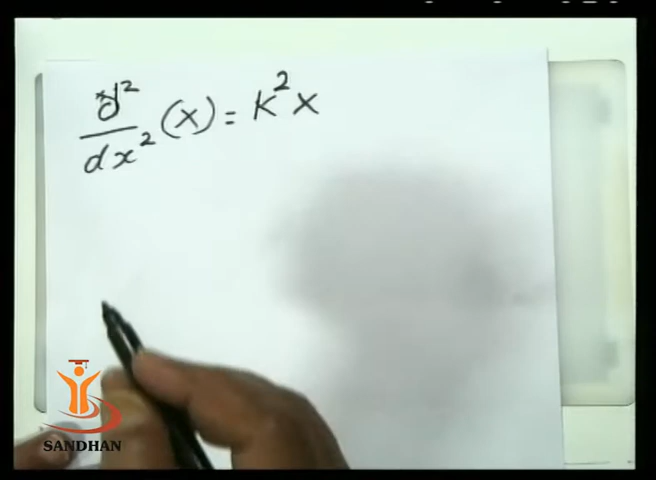 d²/dx² (x) = k² x
SANDHAN